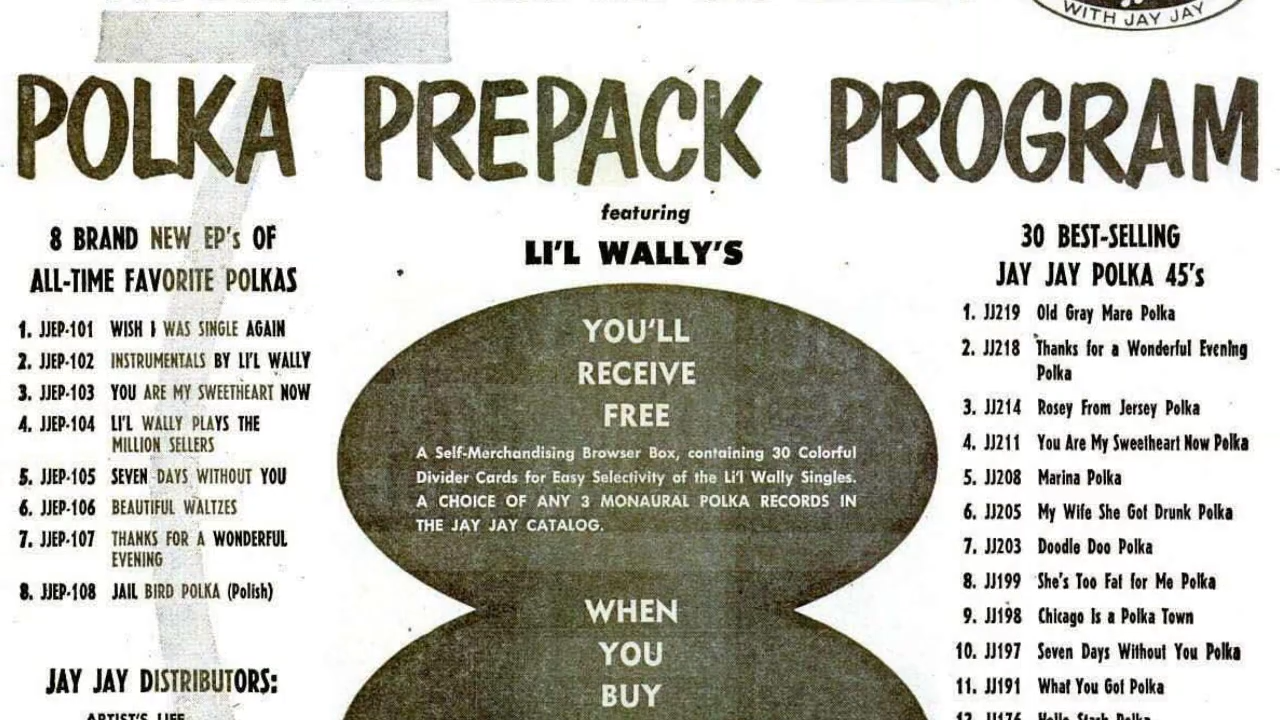 WITH JAY JAY
POLKA PREPACK PROGRAM
featuring
LI'L WALLY'S
8 BRAND NEW EP's OF
ALL-TIME FAVORITE POLKAS
1. JJEP-101 WISH I WAS SINGLE AGAIN
2. JJEP-102 INSTRUMENTALS BY LI'L WALLY
3. JJEP-103 YOU ARE MY SWEETHEART NOW
4. JJEP-104 LI'L WALLY PLAYS THE
MILLION SELLERS
5. JJEP-105 SEVEN DAYS WITHOUT YOU
6. JJEP-106 BEAUTIFUL WALTZES
7. JJEP-107 THANKS FOR A WONDERFUL
EVENING
8. JJEP-108 JAIL BIRD POLKA (Polish)
JAY JAY DISTRIBUTORS:
ARTIST'S LIFE
YOU'LL
RECEIVE
FREE
A Self-Merchandising Browser Box, containing 30 Colorful
Divider Cards for Easy Selectivity of the Li'l Wally Singles.
A CHOICE OF ANY 3 MONAURAL POLKA RECORDS IN
THE JAY JAY CATALOG.
WHEN
YOU
BUY
30 BEST-SELLING
JAY JAY POLKA 45's
1. JJ219 Old Gray Mare Polka
2. JJ218 Thanks for a Wonderful Evening
Polka
3. JJ214 Rosey From Jersey Polka
4. JJ211 You Are My Sweetheart Now Polka
5. JJ208 Marina Polka
6. JJ205 My Wife She Got Drunk Polka
7. JJ203 Doodle Doo Polka
8. JJ199 She's Too Fat for Me Polka
9. JJ198 Chicago Is a Polka Town
10. JJ197 Seven Days Without You Polka
11. JJ191 What You Got Polka
12. JJ176 Polka